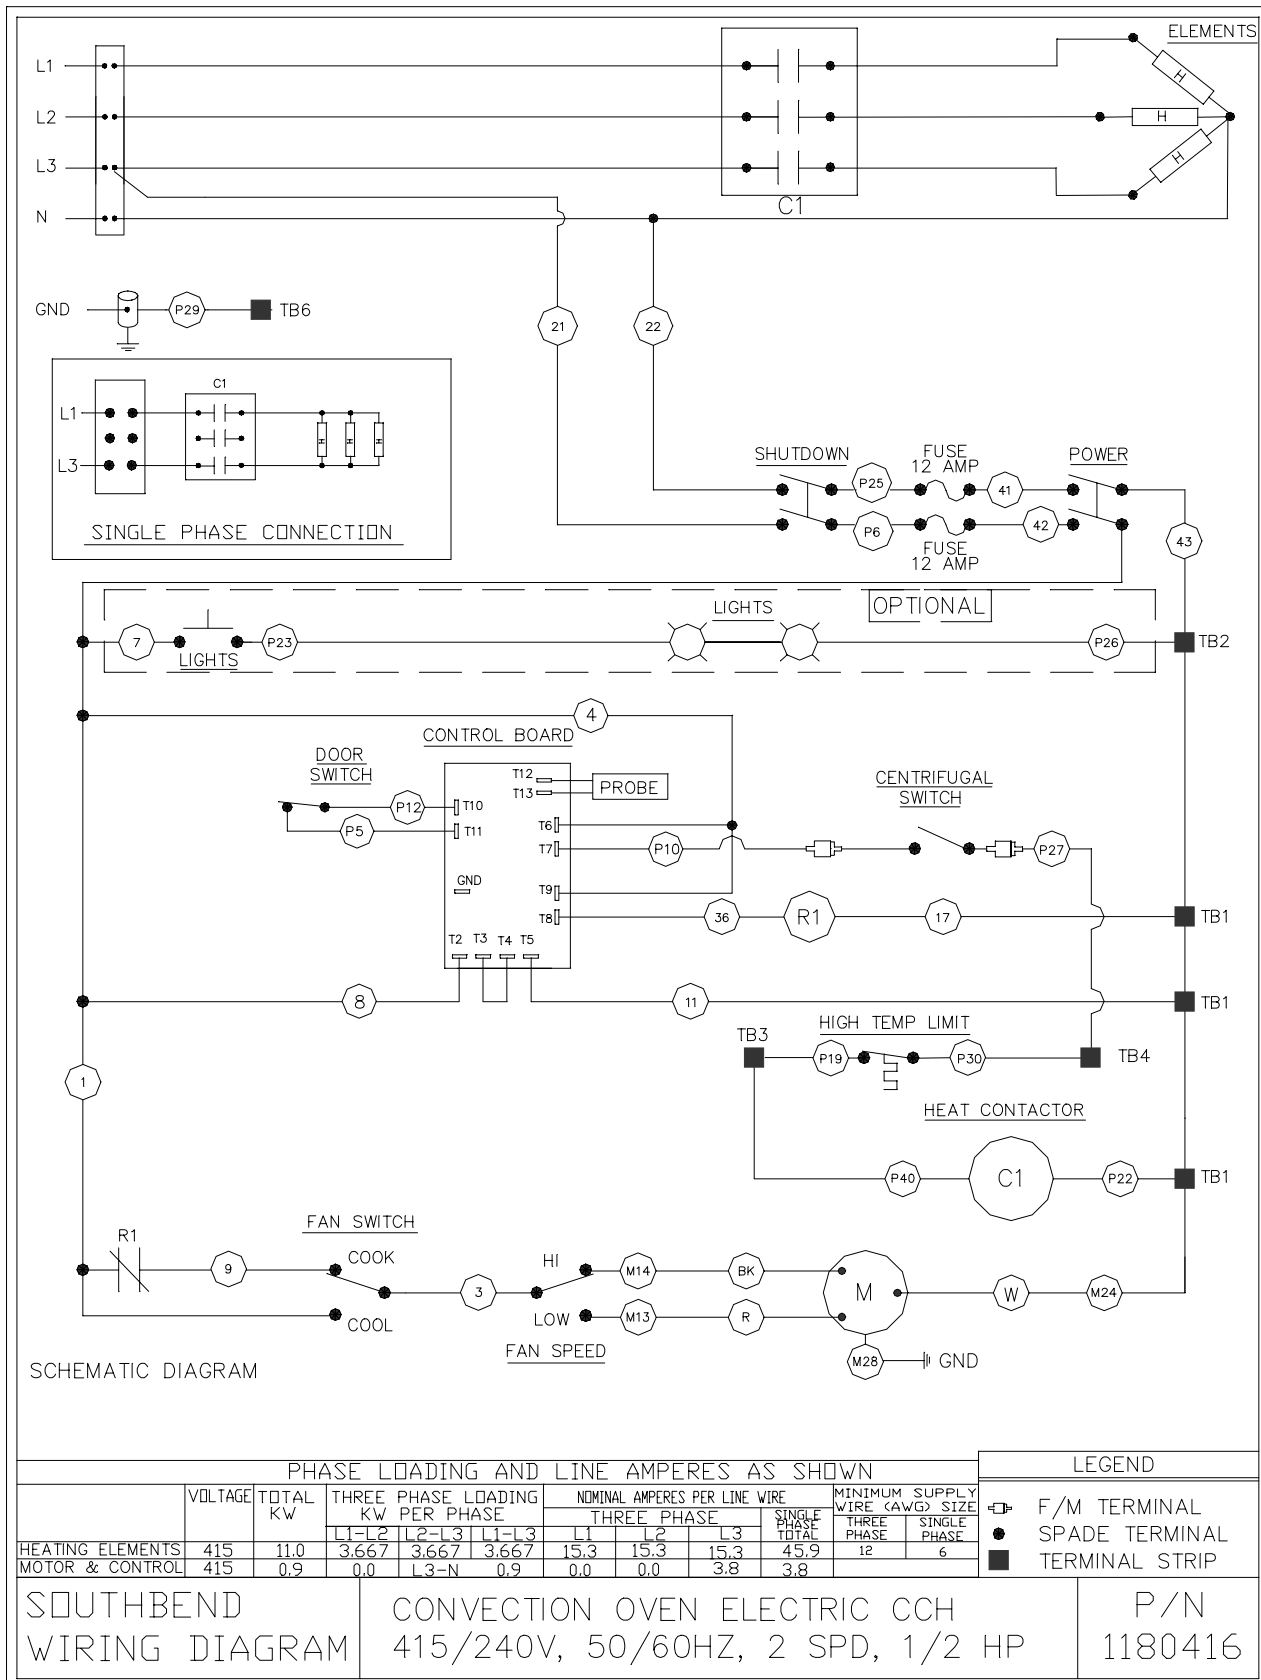 ELEMENTS
L1
H
L2
H
L3
H
C1
N
GND
P29
TB6
21
22
C1
L1
H H H
L3
SINGLE PHASE CONNECTION
SHUTDOWN
FUSE
12 AMP
POWER
P25
41
P6
42
FUSE
12 AMP
43
LIGHTS
OPTIONAL
7
LIGHTS
P23
P26
TB2
4
CONTROL BOARD
DOOR
SWITCH
T12
T13
PROBE
CENTRIFUGAL
SWITCH
P12
T10
P5
T11
T6
T7
P10
P27
GND
T9
T8
36
R1
17
TB1
T2 T3 T4 T5
8
11
TB1
HIGH TEMP LIMIT
TB3
P19
P30
TB4
1
HEAT CONTACTOR
P40
C1
P22
TB1
FAN SWITCH
R1
9
COOK
HI
M14
BK
3
M
W
M24
COOL
LOW
M13
R
FAN SPEED
M28
GND
SCHEMATIC DIAGRAM
PHASE LOADING AND LINE AMPERES AS SHOWN
VOLTAGE
TOTAL
KW
THREE PHASE LOADING
KW PER PHASE
L1-L2 L2-L3 L1-L3
NOMINAL AMPERES PER LINE WIRE
THREE PHASE
L1 L2 L3
SINGLE
PHASE
TOTAL
MINIMUM SUPPLY
WIRE (AWG) SIZE
THREE
PHASE
SINGLE
PHASE
HEATING ELEMENTS 415 11.0 3.667 3.667 3.667 15.3 15.3 15.3 45.9 12 6
MOTOR & CONTROL 415 0.9 0.0 L3-N 0.9 0.0 0.0 3.8 3.8
LEGEND
F/M TERMINAL
SPADE TERMINAL
TERMINAL STRIP
SOUTHBEND
WIRING DIAGRAM
CONVECTION OVEN ELECTRIC CCH
415/240V, 50/60HZ, 2 SPD, 1/2 HP
P/N
1180416